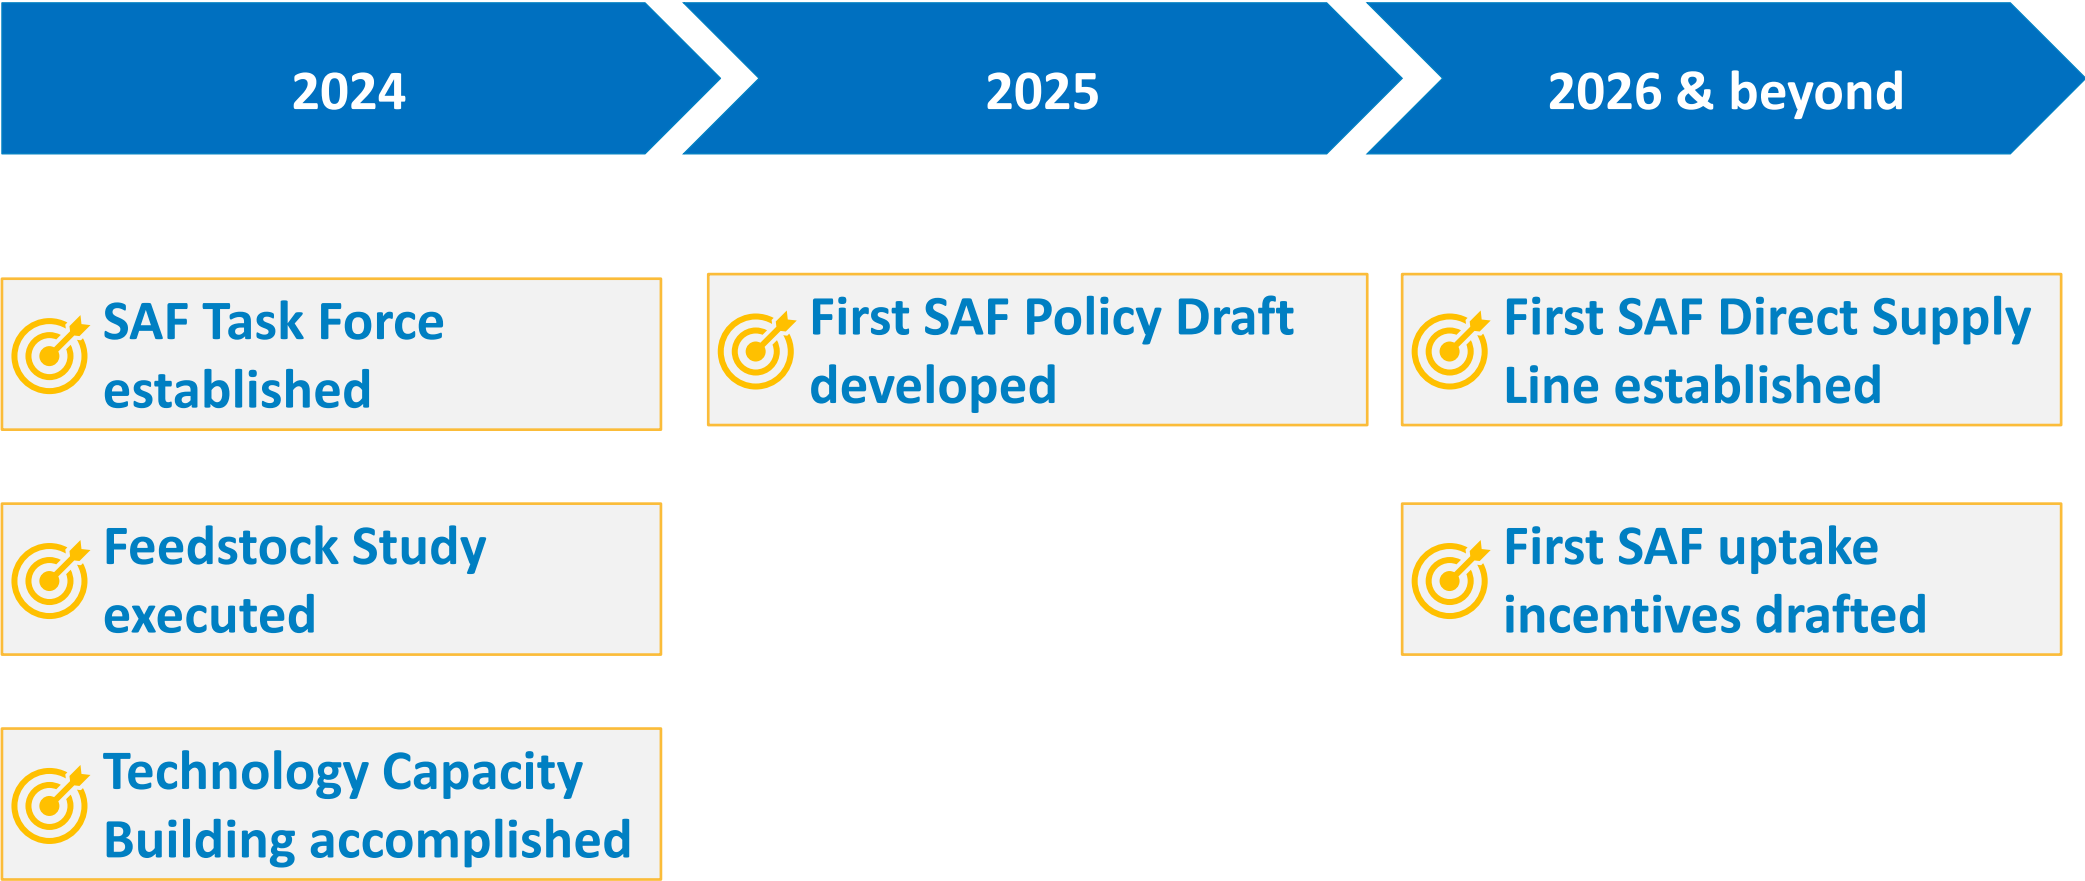 2024
2025
2026 & beyond
SAF Task Force
established
First SAF Policy Draft
developed
First SAF Direct Supply
Line established
Feedstock Study
executed
First SAF uptake
incentives drafted
Technology Capacity
Building accomplished